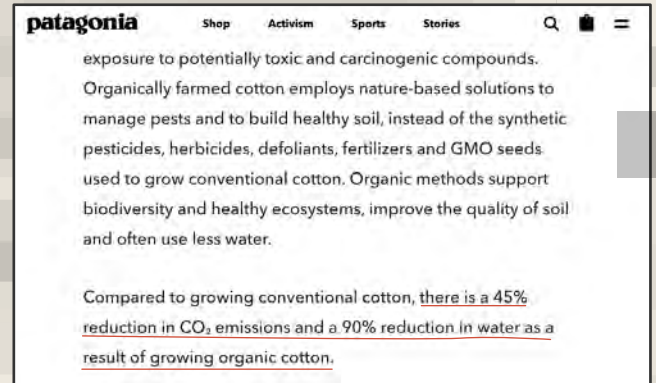 patagonia Shop Activism Sports Stories
exposure to potentially toxic and carcinogenic compounds.
Organically farmed cotton employs nature-based solutions to
manage pests and to build healthy soil, instead of the synthetic
pesticides, herbicides, defoliants, fertilizers and GMO seeds
used to grow conventional cotton. Organic methods support
biodiversity and healthy ecosystems, improve the quality of soil
and often use less water.
Compared to growing conventional cotton, there is a 45%
reduction in CO₂ emissions and a 90% reduction in water as a
result of growing organic cotton.